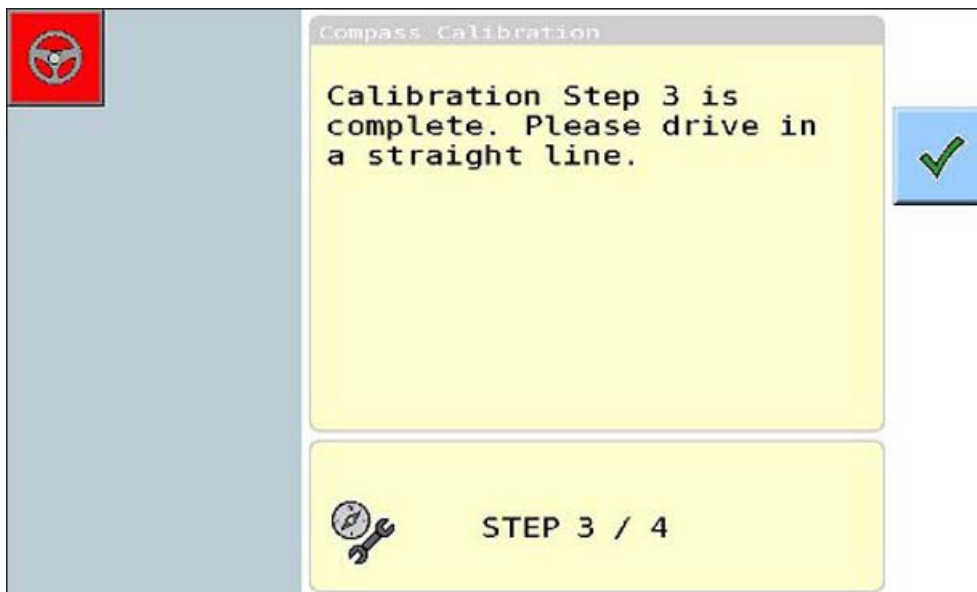 Compass Calibration
Calibration Step 3 is
complete. Please drive in
a straight line.
STEP 3 / 4